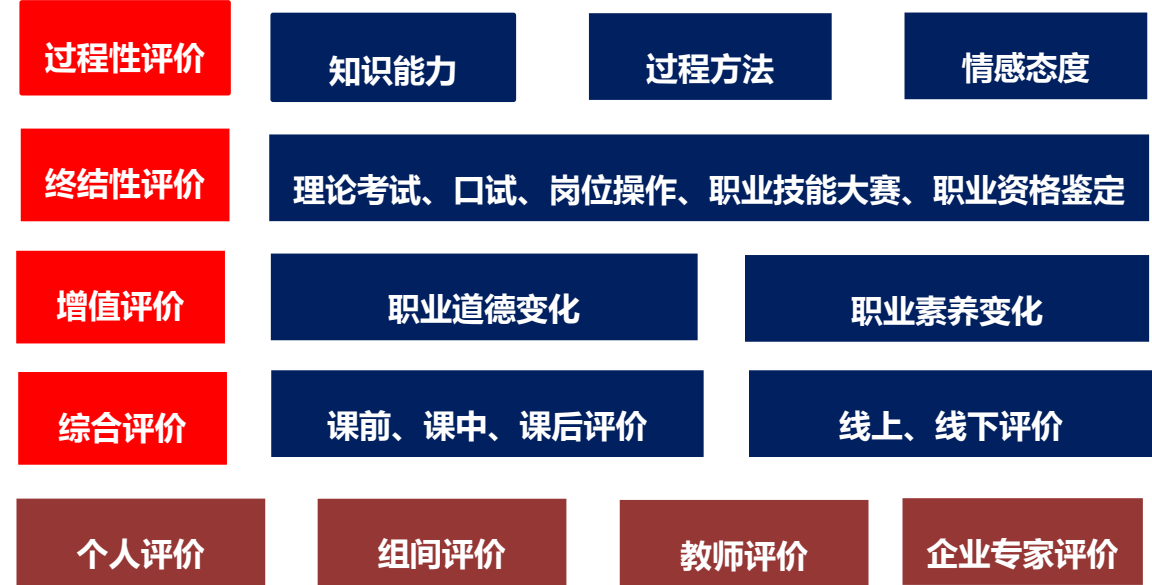 过程性评价 知识能力 过程方法 情感态度
终结性评价 理论考试、口试、岗位操作、职业技能大赛、职业资格鉴定
增值评价 职业道德变化 职业素养变化
综合评价 课前、课中、课后评价 线上、线下评价
个人评价 组间评价 教师评价 企业专家评价